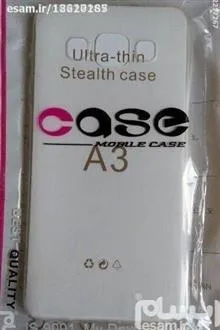 esam.ir/18620185
Ultra-thin
Stealth case
case
MOBILE CASE
A3
QUALITY